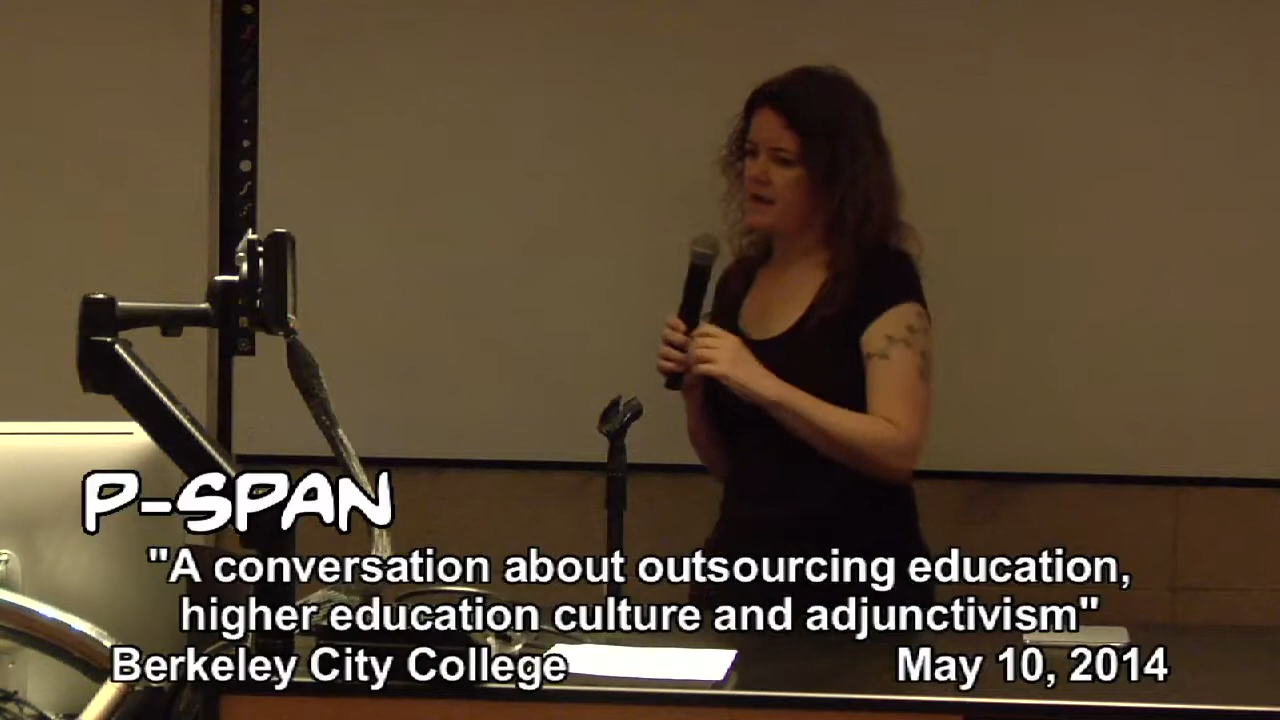 P-SPAN
"A conversation about outsourcing education,
higher education culture and adjunctivism"
Berkeley City College May 10, 2014